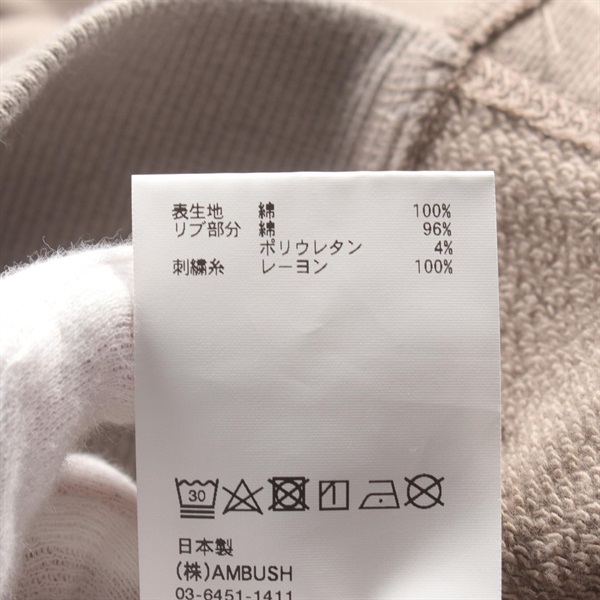 表生地 綿 100%
リブ部分 綿 96%
ポリウレタン 4%
刺繍糸 レーヨン 100%
30
日本製
(株)AMBUSH
03-6451-1411